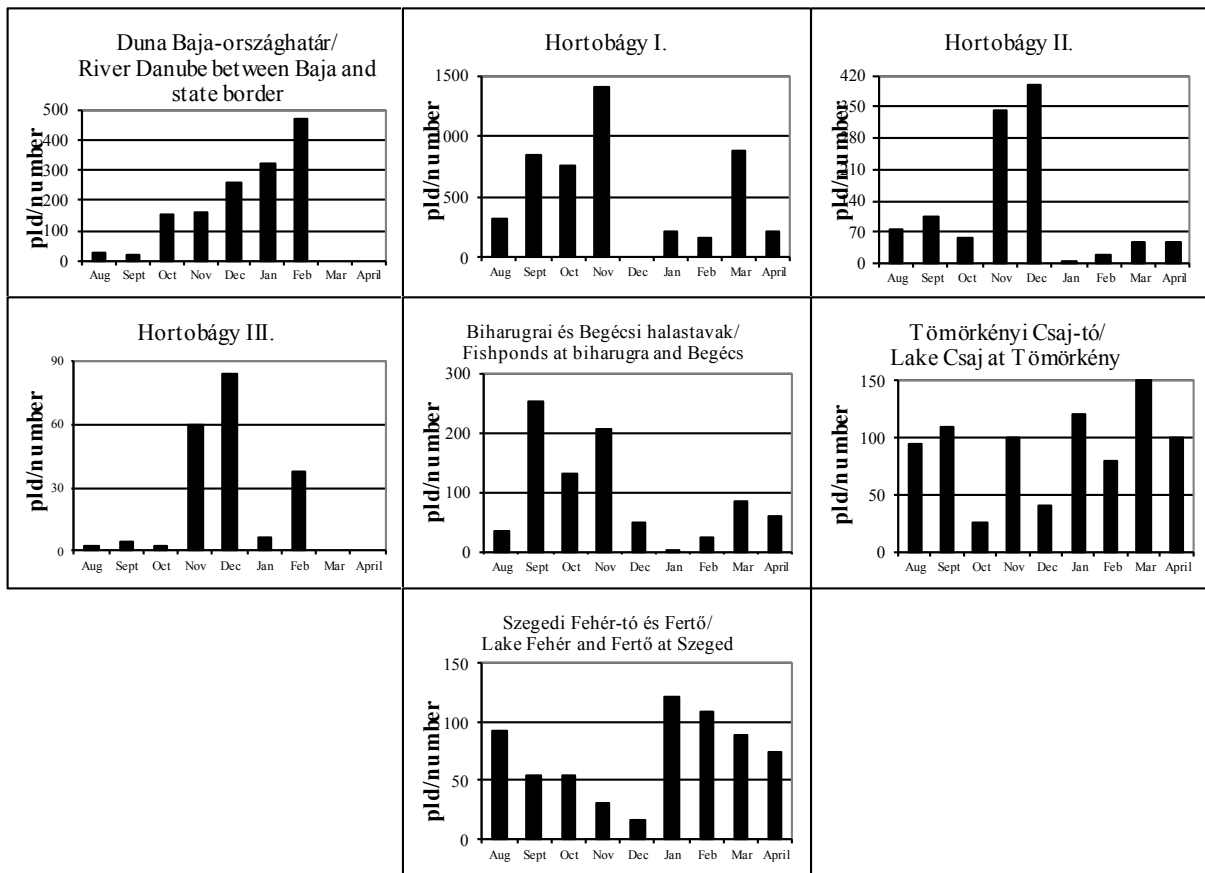 Duna Baja-országhatár/
River Danube between Baja and
state border
pld/number
500
400
300
200
100
0
Aug Sept Oct Nov Dec Jan Feb Mar April
Hortobágy I.
pld/number
1500
1000
500
0
Aug Sept Oct Nov Dec Jan Feb Mar April
Hortobágy II.
pld/number
420
350
280
210
140
70
0
Aug Sept Oct Nov Dec Jan Feb Mar April
Hortobágy III.
pld/number
90
60
30
0
Aug Sept Oct Nov Dec Jan Feb Mar April
Biharugrai és Begécsi halastavak/
Fishponds at biharugra and Begécs
pld/number
300
200
100
0
Aug Sept Oct Nov Dec Jan Feb Mar April
Tömörkényi Csaj-tó/
Lake Csaj at Tömörkény
pld/number
150
100
50
0
Aug Sept Oct Nov Dec Jan Feb Mar April
Szegedi Fehér-tó és Fertő/
Lake Fehér and Fertő at Szeged
pld/number
150
100
50
0
Aug Sept Oct Nov Dec Jan Feb Mar April